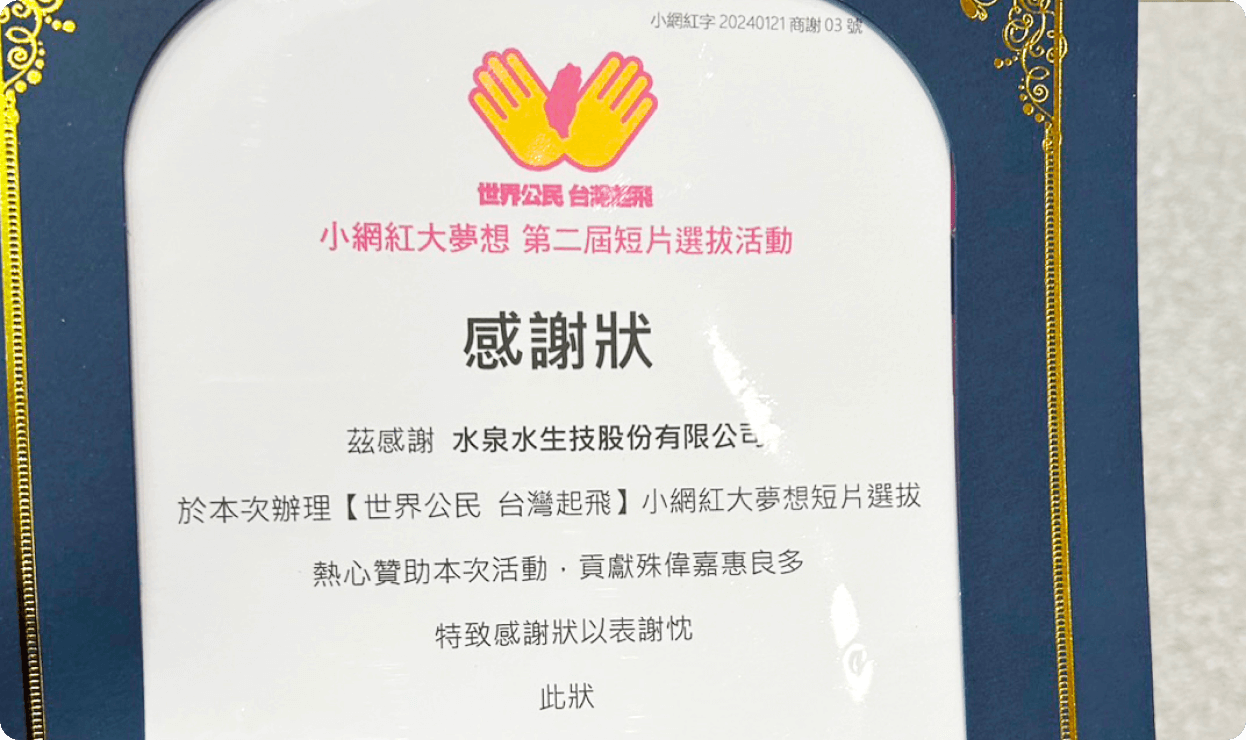 小網紅字 20240121 商謝 03 號
世界公民 台灣起飛
小網紅大夢想 第二屆短片選拔活動
感謝狀
茲感謝 水泉水生技股份有限公司
於本次辦理【世界公民 台灣起飛】小網紅大夢想短片選拔
熱心贊助本次活動，貢獻殊偉嘉惠良多
特致感謝狀以表謝忱
此狀